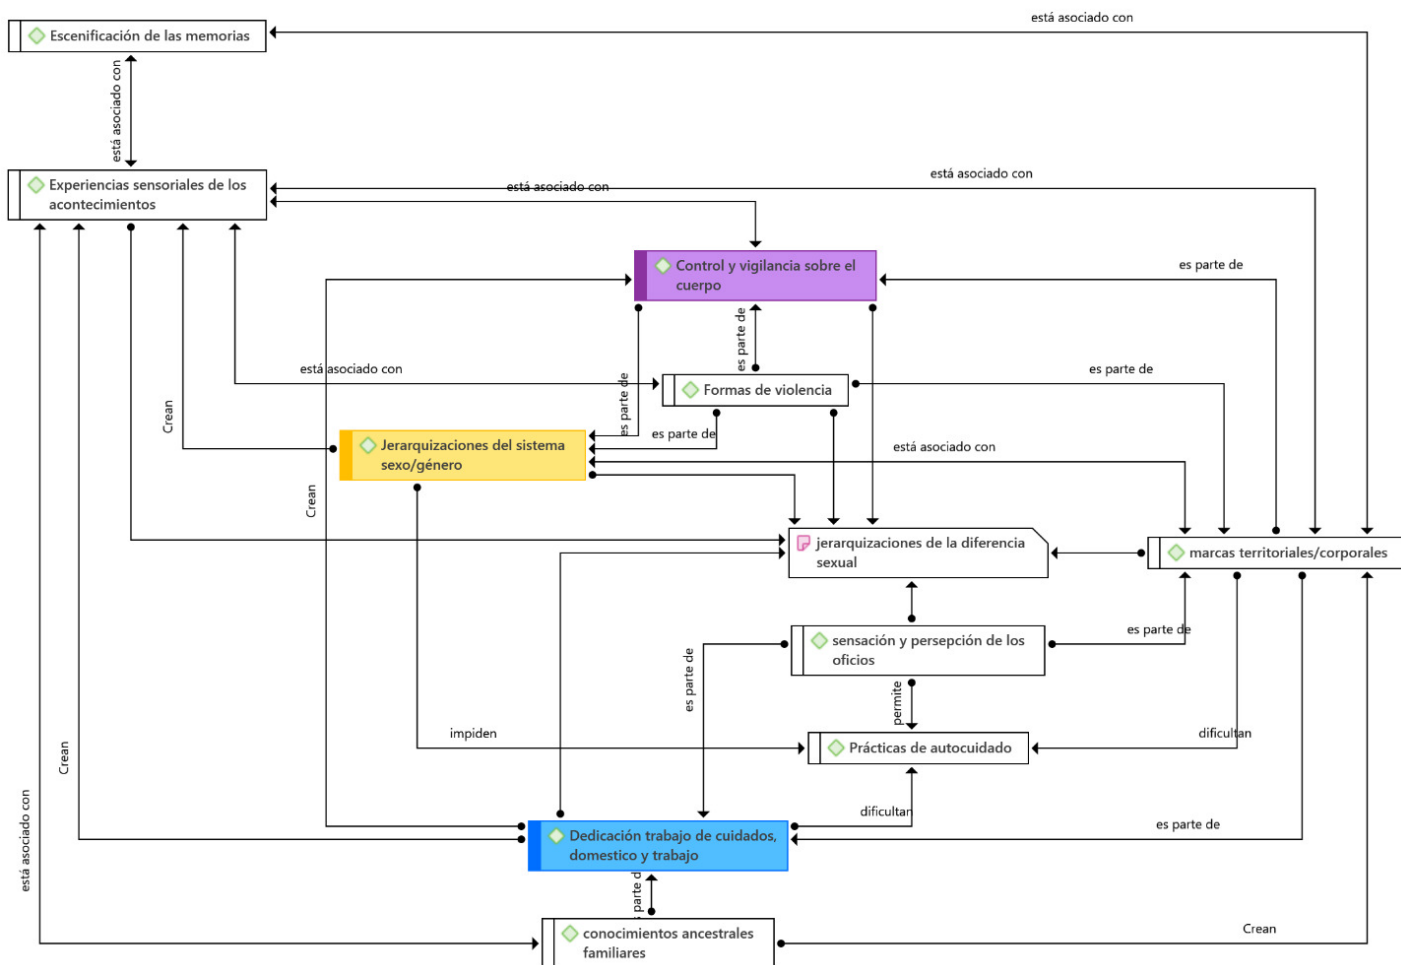 está asociado con
Escenificación de las memorias
está asociado con
Experiencias sensoriales de los
acontecimientos
está asociado con
está asociado con
Control y vigilancia sobre el
cuerpo
es parte de
es parte de
está asociado con
es parte de
Formas de violencia
es parte de
Crean
es parte de
Jerarquizaciones del sistema
sexo/género
está asociado con
Crean
jerarquizaciones de la diferencia
sexual
marcas territoriales/corporales
sensación y persepción de los
oficios
es parte de
es parte de
permite
impiden
Prácticas de autocuidado
dificultan
Crean
dificultan
Dedicación trabajo de cuidados,
domestico y trabajo
es parte de
está asociado con
s parte d
conocimientos ancestrales
familiares
Crean